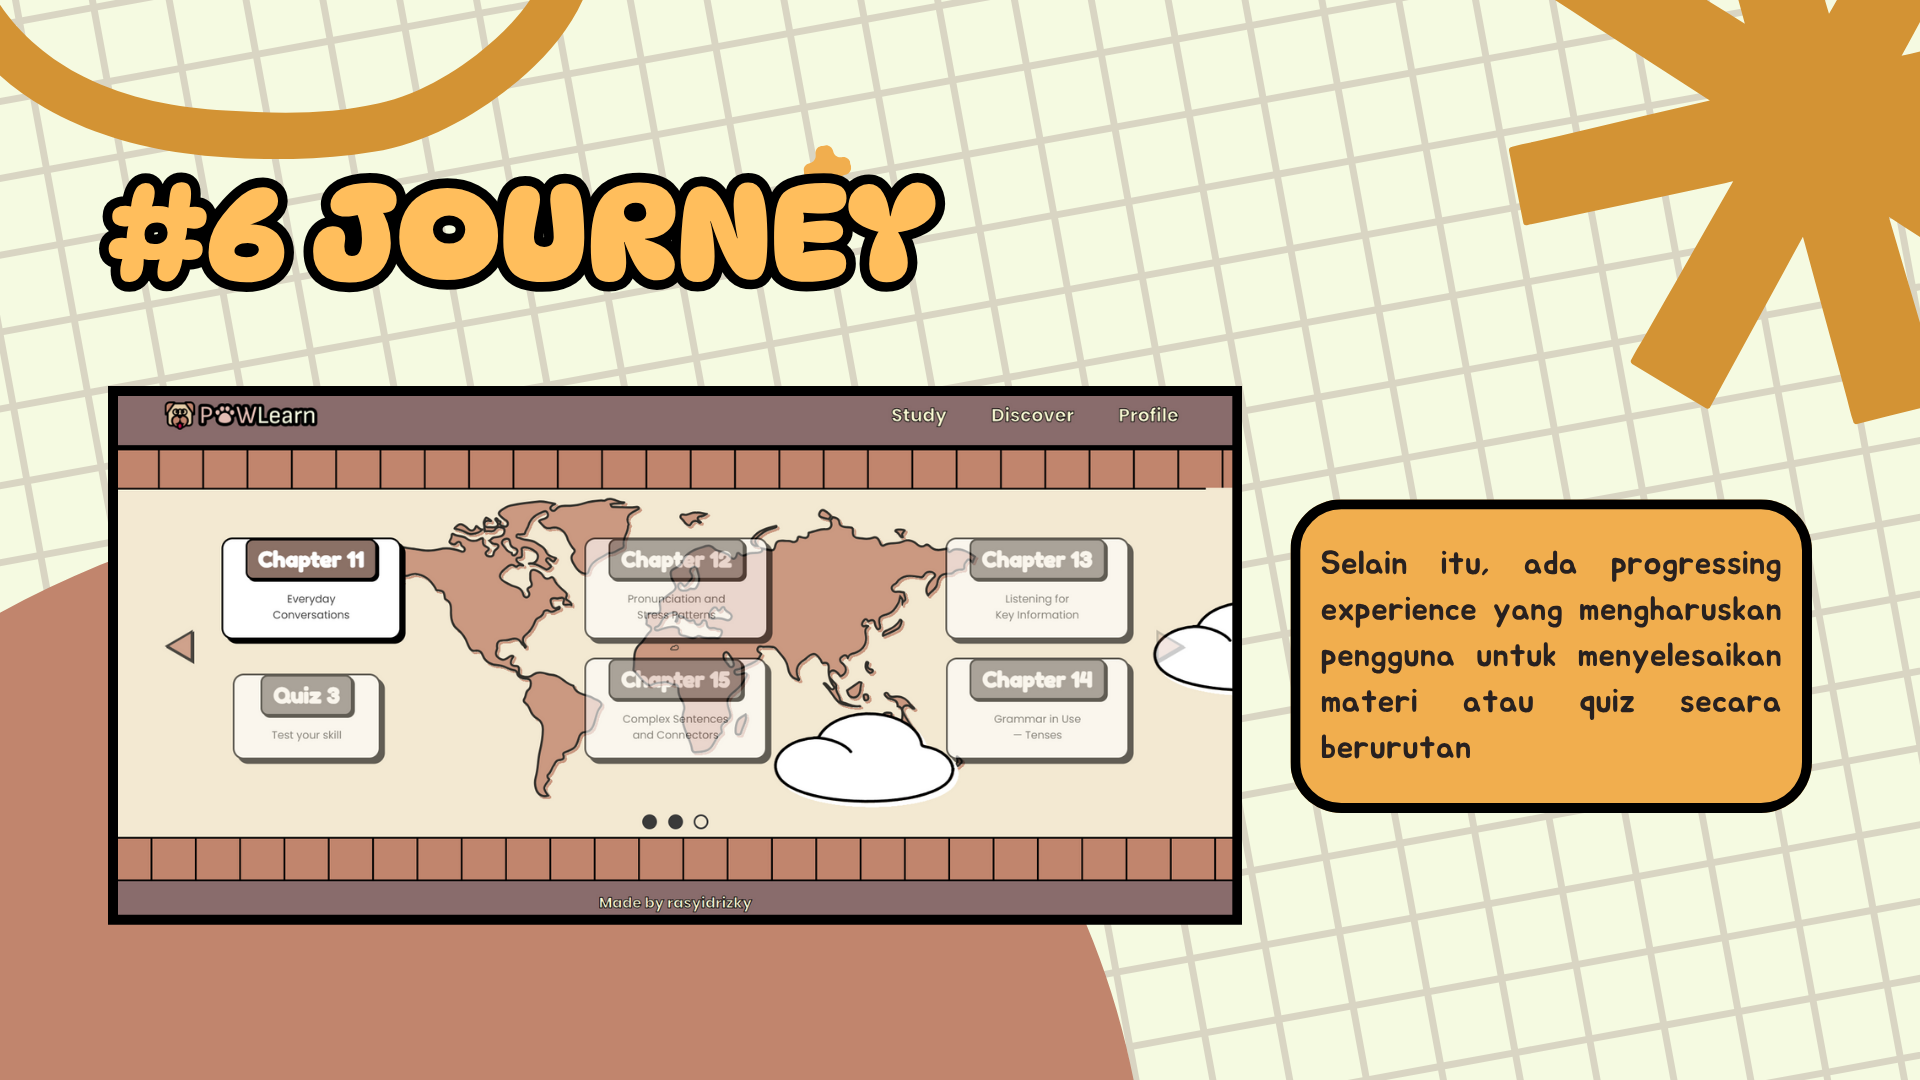 #6 JOURNEY
PAWLearn
Study
Discover
Profile
Chapter 11
Everyday
Conversations
Chapter 12
Pronunciation and
Stress Patterns
Chapter 13
Listening for
Key Information
Quiz 3
Test your skill
Chapter 15
Complex Sentences
and Connectors
Chapter 14
Grammar in Use
— Tenses
Made by rasyidrizky
Selain itu, ada progressing
experience yang mengharuskan
pengguna untuk menyelesaikan
materi atau quiz secara
berurutan